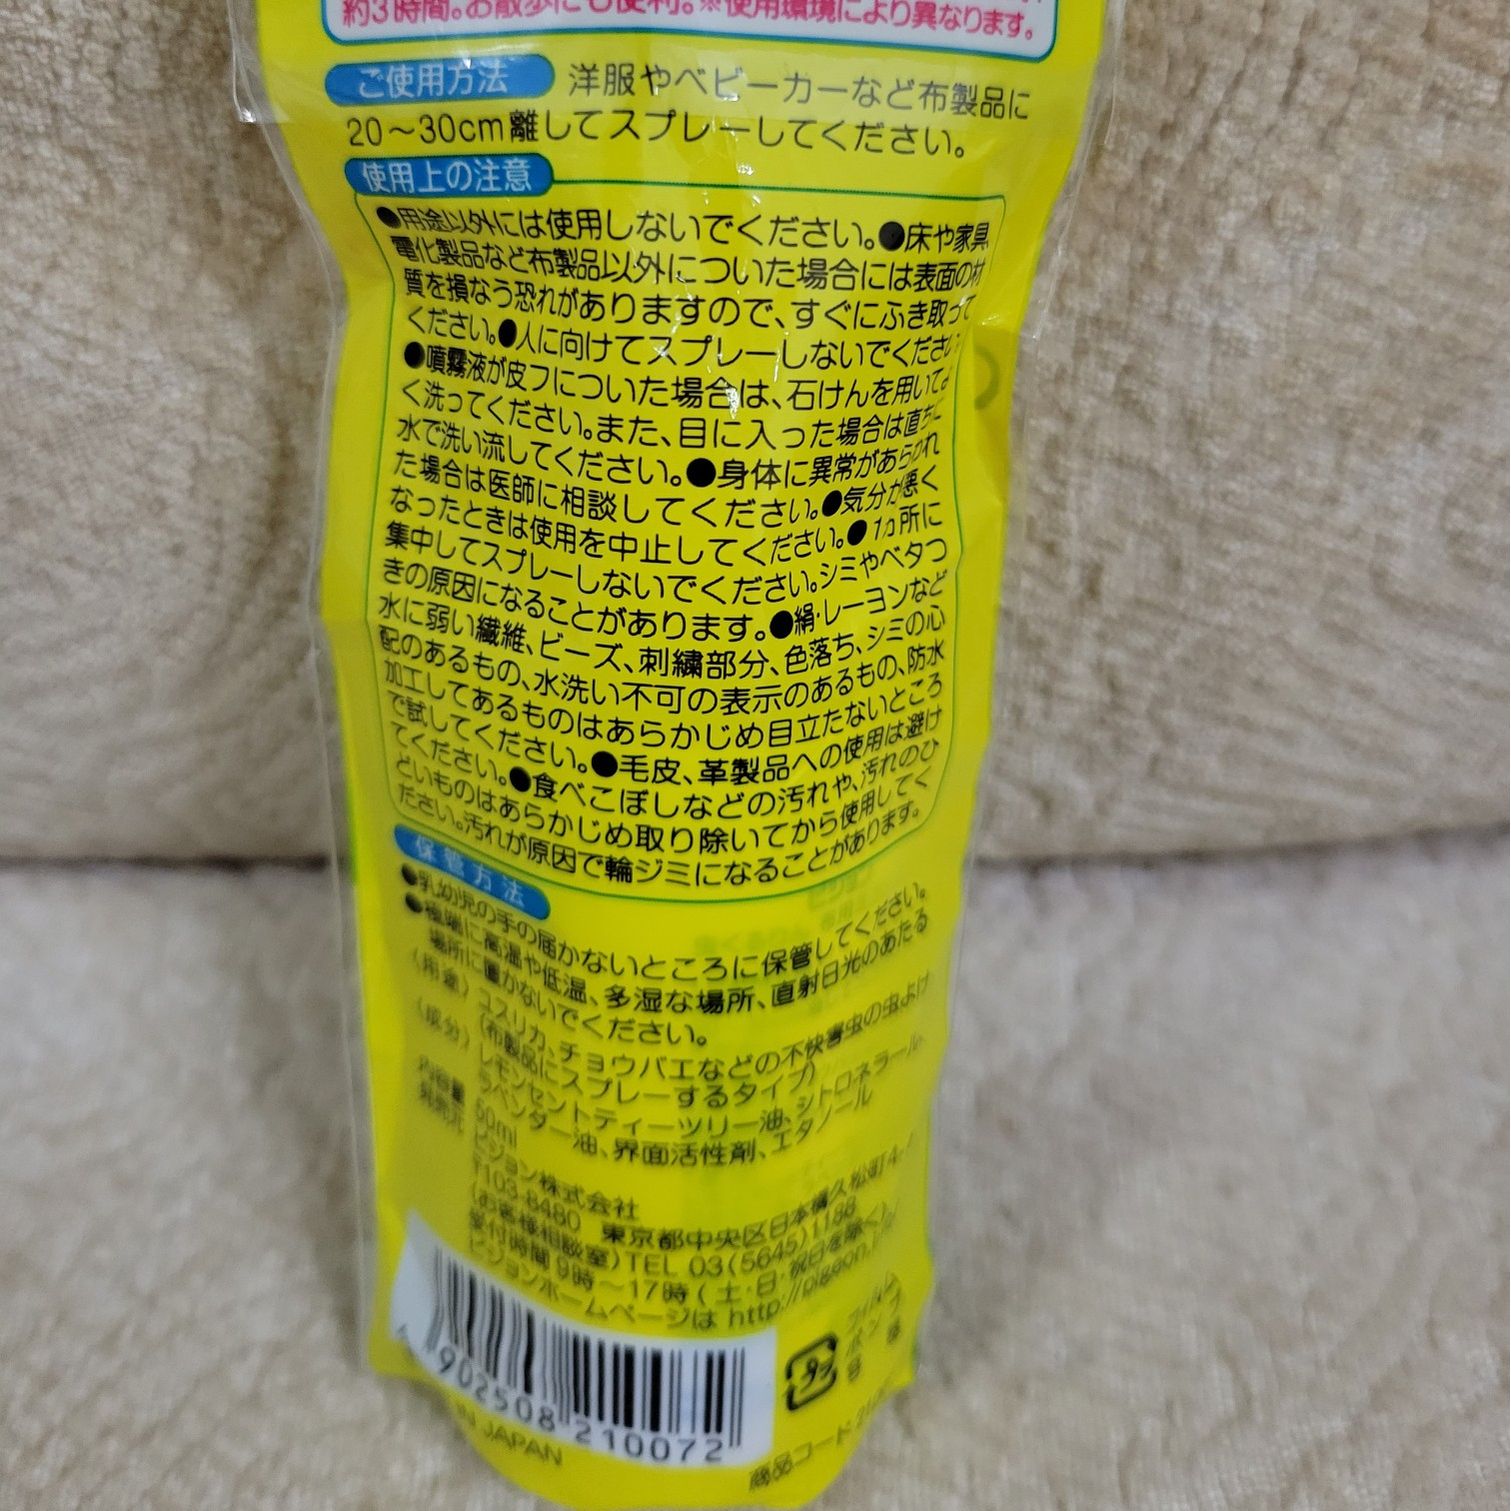 約3時間。お散歩にも便利。※使用環境により異なります。
ご使用方法 洋服やベビーカーなど布製品に
20〜30cm離してスプレーしてください。
使用上の注意
●用途以外には使用しないでください。●床や家具、
電化製品など布製品以外についた場合には表面の材
質を損なう恐れがありますので、すぐにふき取って
ください。●人に向けてスプレーしないでください。
●噴霧液が皮フについた場合は、石けんを用いてよ
く洗ってください。また、目に入った場合は直ちに
水で洗い流してください。●身体に異常があらわれ
た場合は医師に相談してください。●気分が悪く
なったときは使用を中止してください。●1カ所に
集中してスプレーしないでください。シミやベタつ
きの原因になることがあります。●絹・レーヨンなど
水に弱い繊維、ビーズ、刺繍部分、色落ち、シミの心
配のあるもの、水洗い不可の表示のあるもの、防水
加工してあるものはあらかじめ目立たないところ
で試してください。●毛皮、革製品への使用は避け
てください。●食べこぼしなどの汚れや、汚れのひ
どいものはあらかじめ取り除いてから使用してく
ださい。汚れが原因で輪ジミになることがあります。
保管方法
●乳幼児の手の届かないところに保管してください。
●極端に高温や低温、多湿な場所、直射日光のあたる
場所に置かないでください。
(用途) ユスリカ、チョウバエなどの不快害虫の虫よけ
(布製品にスプレーするタイプ)
(成分) レモンセントティーツリー油、シトロネラール、
ラベンダー油、界面活性剤、エタノール
内容量 60ml
発売元 ピジョン株式会社
〒103-8480 東京都中央区日本橋久松町4-
(お客様相談室)TEL 03(5645)1188
受付時間9時〜17時(土・日・祝日を除く)
ピジョンホームページは http://pigeon.
フィルム
ポンプ
プラ
4902508210072
IN JAPAN
商品コード